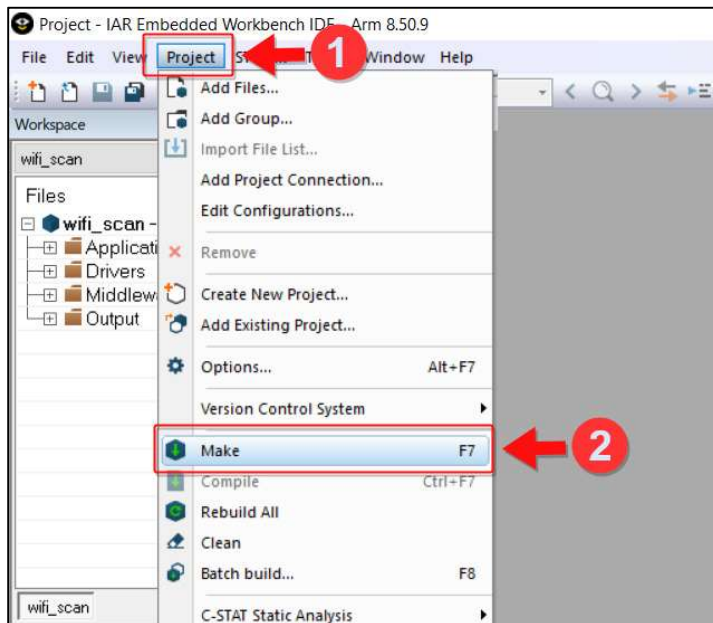 Project - IAR Embedded Workbench IDE - Arm 8.50.9
File Edit View Project Window Help
1
Workspace
Add Files...
Add Group...
wifi_scan
Import File List...
Add Project Connection...
Files
Edit Configurations...
wifi_scan -
Applicati
Remove
Drivers
Middlew
Create New Project...
Output
Add Existing Project...
Options... Alt+F7
Version Control System
Make F7
2
Compile Ctrl+F7
Rebuild All
Clean
Batch build... F8
wifi_scan
C-STAT Static Analysis